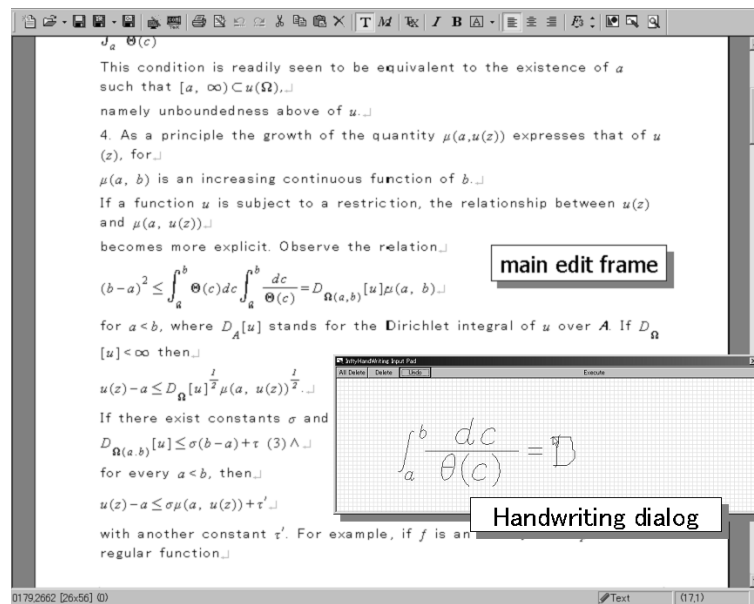 ∫a Θ(c)
This condition is readily seen to be equivalent to the existence of a
such that [a, ∞)⊂u(Ω),
namely unboundedness above of u.
4. As a principle the growth of the quantity μ(a,u(z)) expresses that of u
(z), for
μ(a, b) is an increasing continuous function of b.
If a function u is subject to a restriction, the relationship between u(z)
and μ(a, u(z))
becomes more explicit. Observe the relation
main edit frame
(b-a)^2 ≤ ∫_a^b Θ(c)dc ∫_a^b dc/Θ(c) = D_Ω(a,b)[u]μ(a, b)
for a<b, where D_A[u] stands for the Dirichlet integral of u over A. If D_Ω
[u]<∞ then
InftyHandWriting Input Pad
All Delete Delete Undo Execute
u(z)-a ≤ D_Ω[u]^{1/2} μ(a, u(z))^{1/2}.
If there exist constants σ and
∫_a^b dc/θ(c) = D
D_Ω(a.b)[u] ≤ σ(b-a)+τ (3)∧
for every a<b, then
u(z)-a ≤ σμ(a, u(z))+τ'
Handwriting dialog
with another constant τ'. For example, if f is an
regular function
0179,2662 [26x56] (0)
Text
(17,1)